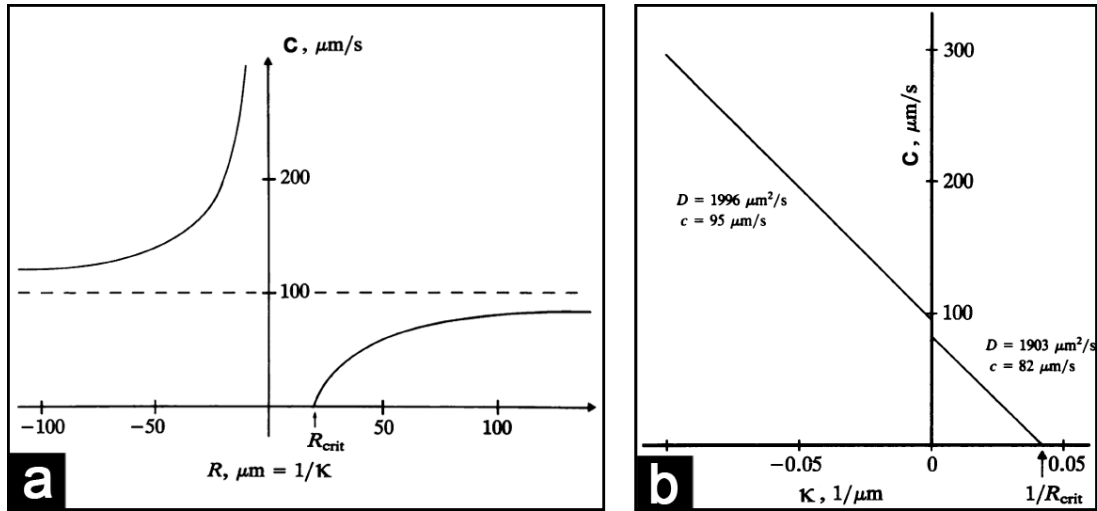 C, μm/s
200
100
−100
−50
50
100
R_crit
R, μm = 1/κ
a
300
C, μm/s
200
D = 1996 μm²/s
c = 95 μm/s
100
D = 1903 μm²/s
c = 82 μm/s
−0.05
0
0.05
κ, 1/μm
1/R_crit
b